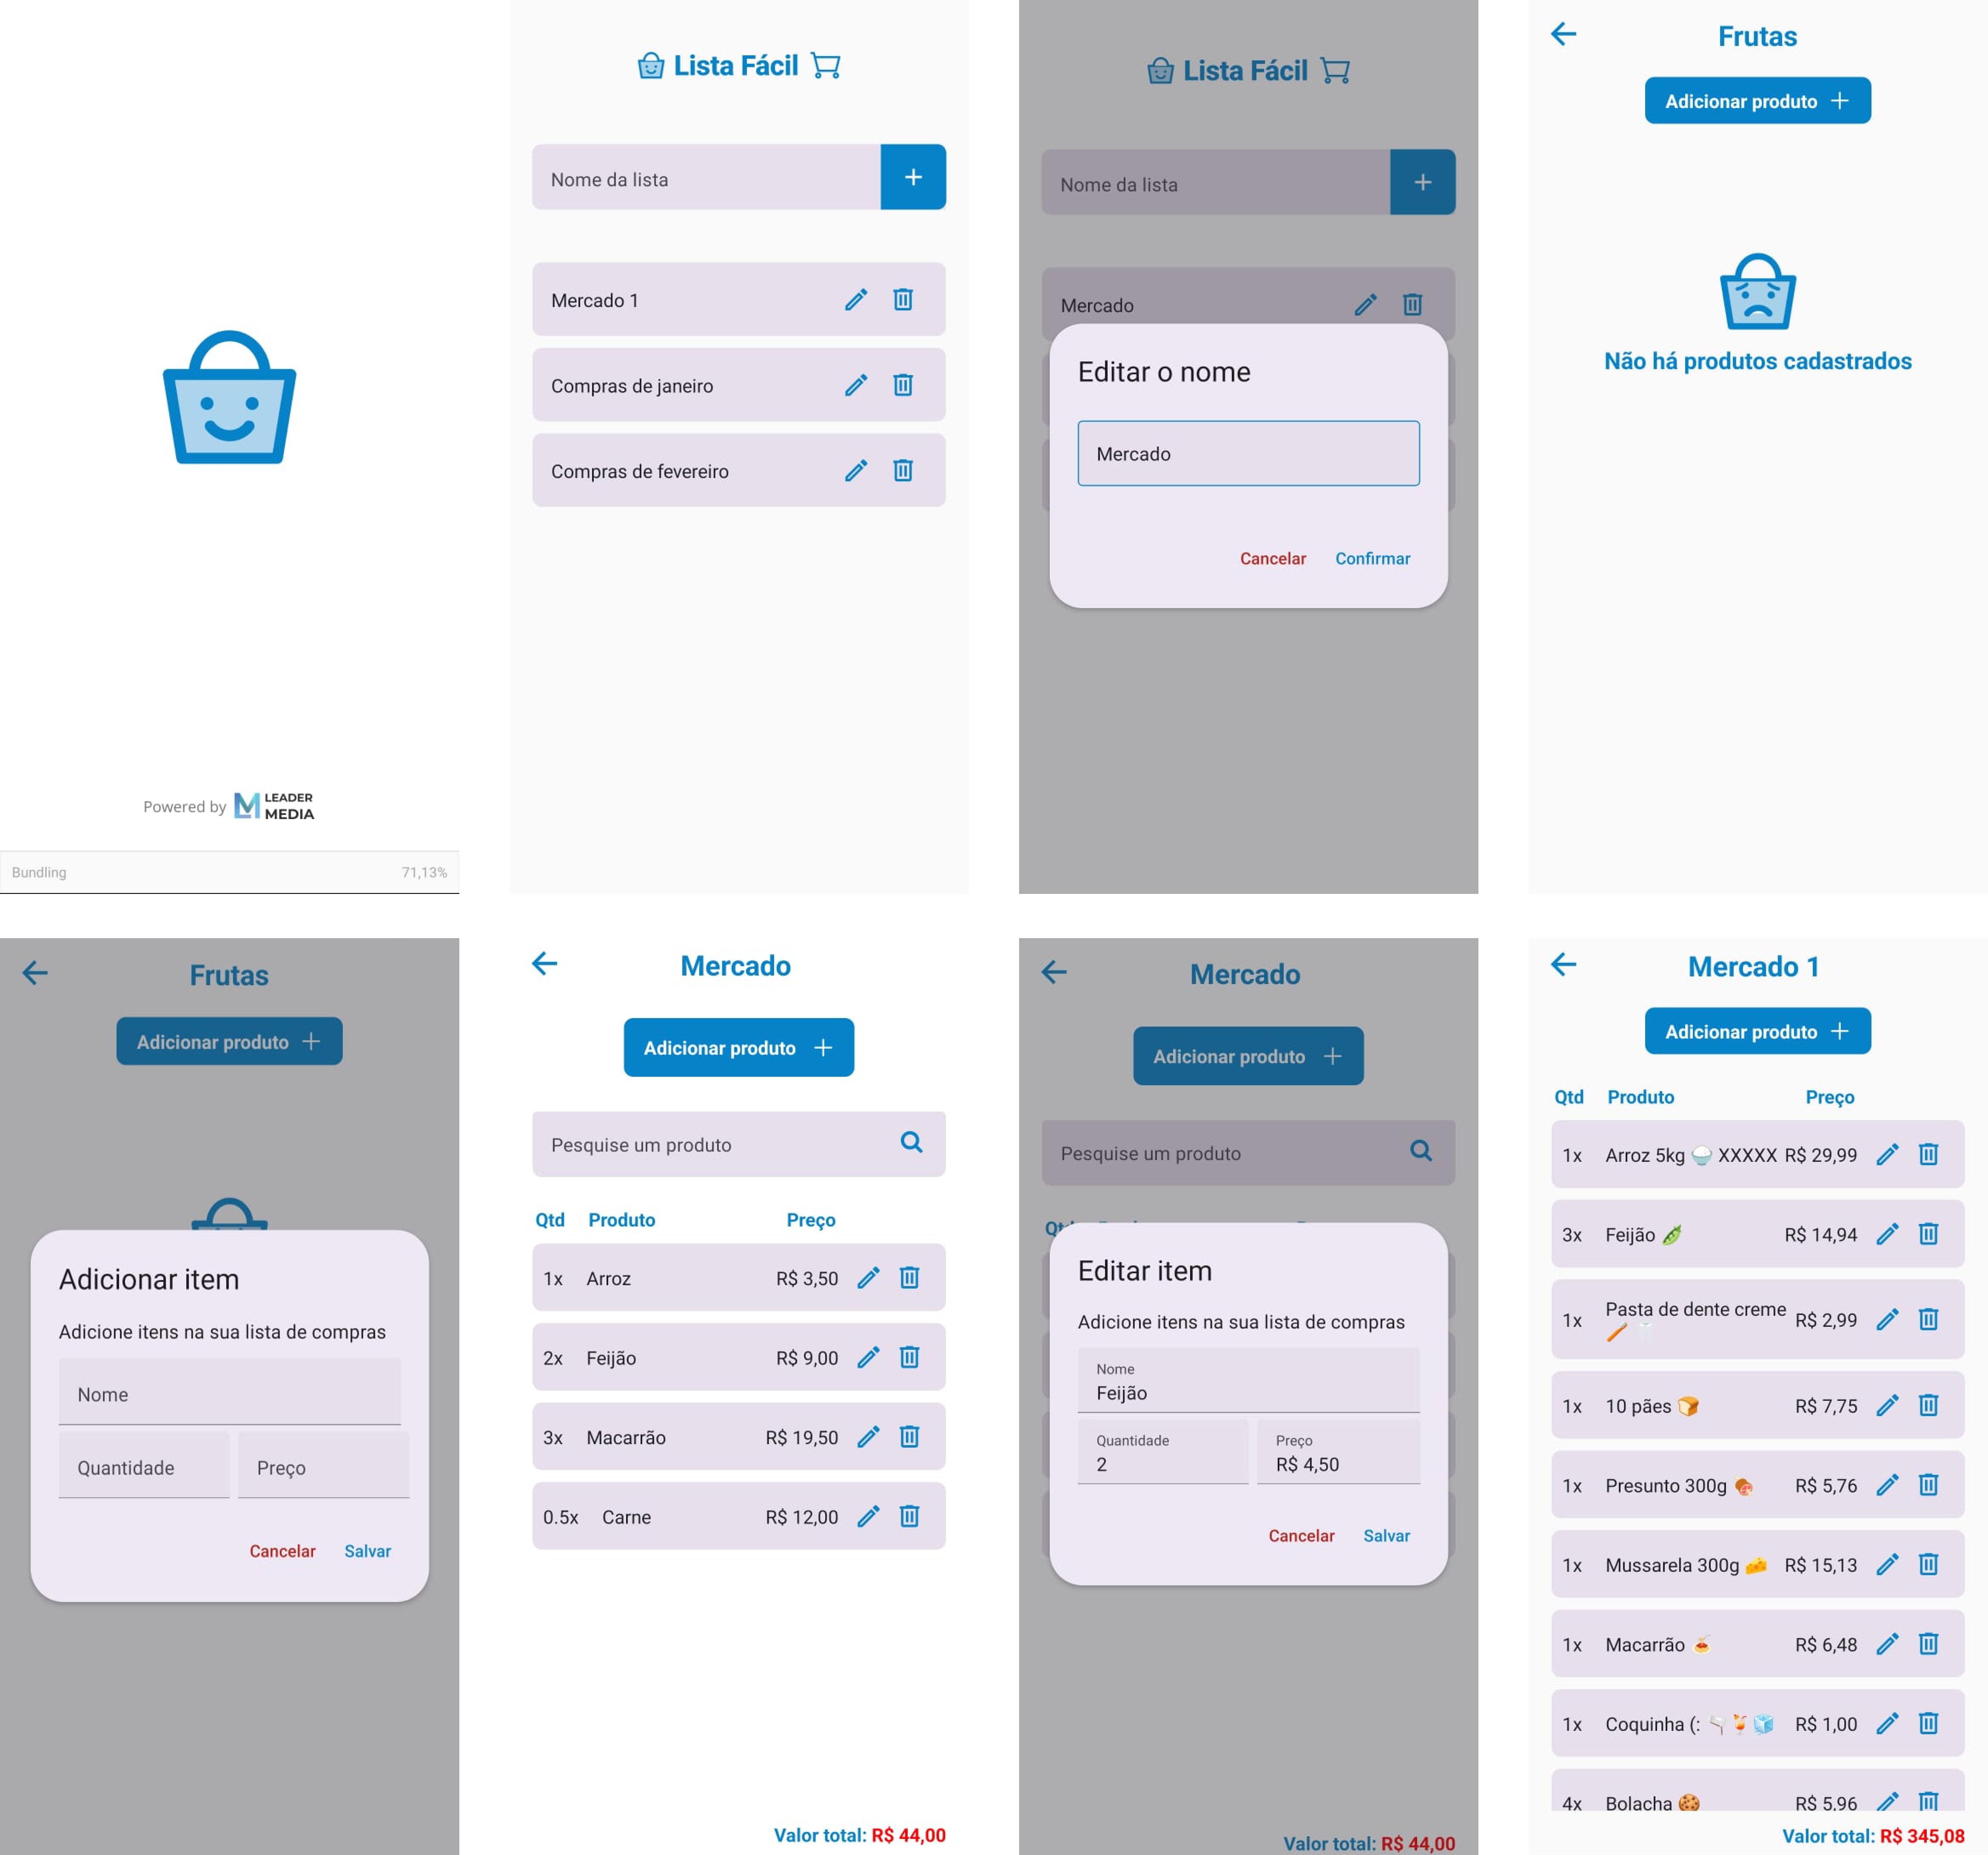 Powered by LEADER MEDIA
Bundling 71,13%
Lista Fácil
Nome da lista +
Mercado 1
Compras de janeiro
Compras de fevereiro
Lista Fácil
Nome da lista +
Mercado
Editar o nome
Mercado
Cancelar Confirmar
Frutas
Adicionar produto +
Não há produtos cadastrados
Frutas
Adicionar produto +
Adicionar item
Adicione itens na sua lista de compras
Nome
Quantidade Preço
Cancelar Salvar
Mercado
Adicionar produto +
Pesquise um produto
Qtd Produto Preço
1x Arroz R$ 3,50
2x Feijão R$ 9,00
3x Macarrão R$ 19,50
0.5x Carne R$ 12,00
Valor total: R$ 44,00
Mercado
Adicionar produto +
Pesquise um produto
Editar item
Adicione itens na sua lista de compras
Nome
Feijão
Quantidade Preço
2 R$ 4,50
Cancelar Salvar
Valor total: R$ 44,00
Mercado 1
Adicionar produto +
Qtd Produto Preço
1x Arroz 5kg 🍚 XXXXX R$ 29,99
3x Feijão 🫛 R$ 14,94
1x Pasta de dente creme 🪥 🦷 R$ 2,99
1x 10 pães 🍞 R$ 7,75
1x Presunto 300g 🍖 R$ 5,76
1x Mussarela 300g 🧀 R$ 15,13
1x Macarrão 🍝 R$ 6,48
1x Coquinha (: 🫗🍹🧊 R$ 1,00
4x Bolacha 🍪 R$ 5,96
Valor total: R$ 345,08